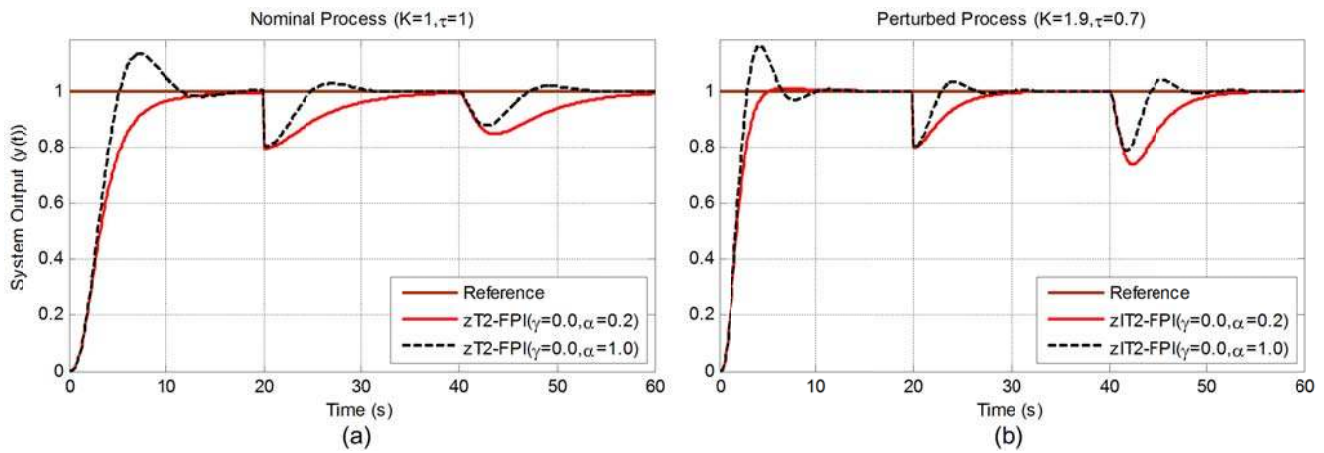 Nominal Process (K=1,τ=1)
System Output (y(t))
1
0.8
0.6
0.4
0.2
0
Reference
zT2-FPI(γ=0.0,α=0.2)
zT2-FPI(γ=0.0,α=1.0)
0 10 20 30 40 50 60
Time (s)
(a)
Perturbed Process (K=1.9,τ=0.7)
1
0.8
0.6
0.4
0.2
0
Reference
zIT2-FPI(γ=0.0,α=0.2)
zIT2-FPI(γ=0.0,α=1.0)
0 10 20 30 40 50 60
Time (s)
(b)